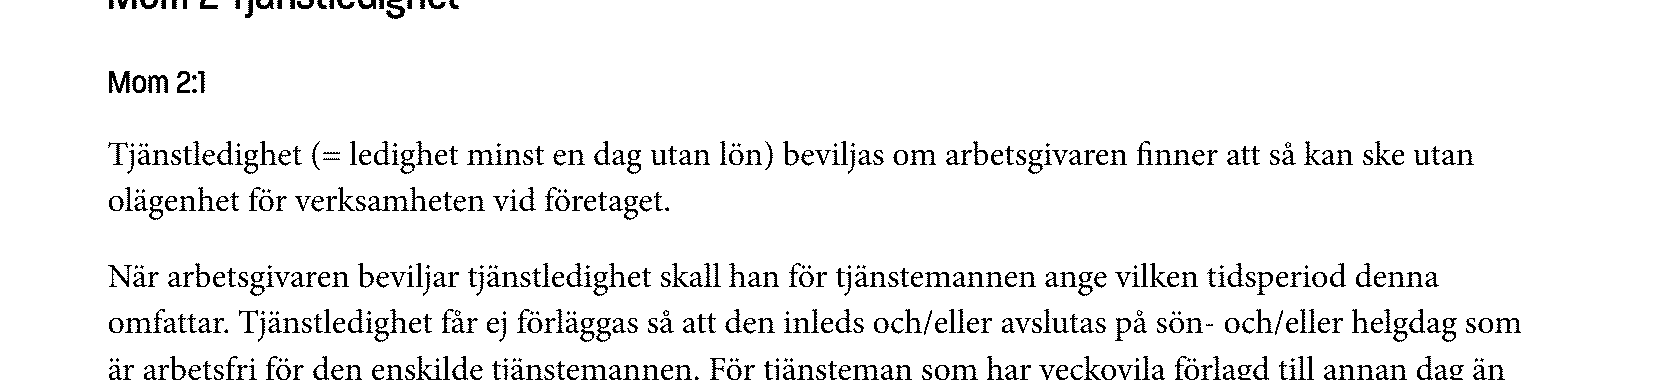 Mom 2 Tjänstledighet
Mom 2:1
Tjänstledighet (= ledighet minst en dag utan lön) beviljas om arbetsgivaren finner att så kan ske utan
olägenhet för verksamheten vid företaget.
När arbetsgivaren beviljar tjänstledighet skall han för tjänstemannen ange vilken tidsperiod denna
omfattar. Tjänstledighet får ej förläggas så att den inleds och/eller avslutas på sön- och/eller helgdag som
är arbetsfri för den enskilde tjänstemannen. För tjänsteman som har veckovila förlagd till annan dag än